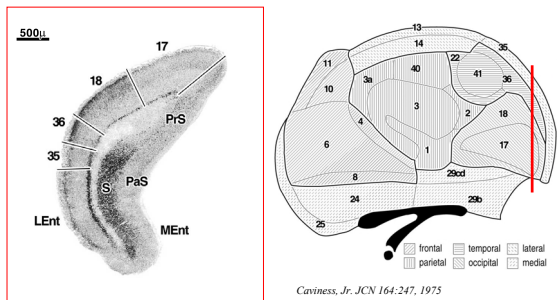 500µ
17
18
36
35
PrS
PaS
S
LEnt
MEnt
13
14
35
22
11
40
3a
41
36
10
3
2
18
4
6
17
1
8
29cd
24
29b
25
frontal temporal lateral
parietal occipital medial
Caviness, Jr. JCN 164:247, 1975